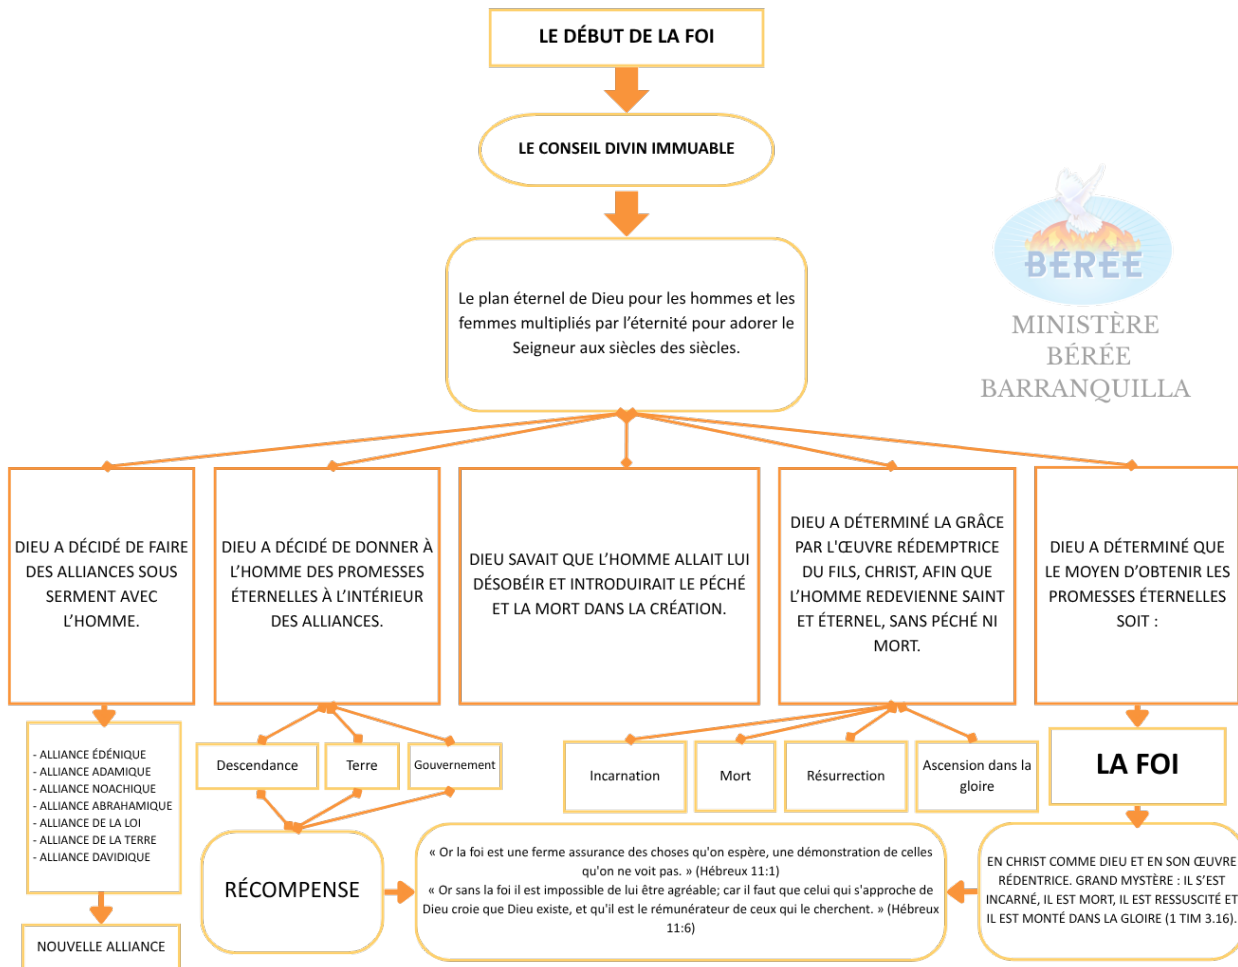 LE DÉBUT DE LA FOI
LE CONSEIL DIVIN IMMUABLE
BÉRÉE
MINISTÈRE
BÉRÉE
BARRANQUILLA
Le plan éternel de Dieu pour les hommes et les
femmes multipliés par l’éternité pour adorer le
Seigneur aux siècles des siècles.
DIEU A DÉCIDÉ DE FAIRE
DES ALLIANCES SOUS
SERMENT AVEC
L’HOMME.
DIEU A DÉCIDÉ DE DONNER À
L’HOMME DES PROMESSES
ÉTERNELLES À L’INTÉRIEUR
DES ALLIANCES.
DIEU SAVAIT QUE L’HOMME ALLAIT LUI
DÉSOBÉIR ET INTRODUIRAIT LE PÉCHÉ
ET LA MORT DANS LA CRÉATION.
DIEU A DÉTERMINÉ LA GRÂCE
PAR L'ŒUVRE RÉDEMPTRICE
DU FILS, CHRIST, AFIN QUE
L’HOMME REDEVIENNE SAINT
ET ÉTERNEL, SANS PÉCHÉ NI
MORT.
DIEU A DÉTERMINÉ QUE
LE MOYEN D’OBTENIR LES
PROMESSES ÉTERNELLES
SOIT :
- ALLIANCE ÉDÉNIQUE
- ALLIANCE ADAMIQUE
- ALLIANCE NOACHIQUE
- ALLIANCE ABRAHAMIQUE
- ALLIANCE DE LA LOI
- ALLIANCE DE LA TERRE
- ALLIANCE DAVIDIQUE
NOUVELLE ALLIANCE
Descendance
Terre
Gouvernement
RÉCOMPENSE
Incarnation
Mort
Résurrection
Ascension dans la
gloire
LA FOI
« Or la foi est une ferme assurance des choses qu'on espère, une démonstration de celles
qu'on ne voit pas. » (Hébreux 11:1)
« Or sans la foi il est impossible de lui être agréable; car il faut que celui qui s'approche de
Dieu croie que Dieu existe, et qu'il est le rémunérateur de ceux qui le cherchent. » (Hébreux
11:6)
EN CHRIST COMME DIEU ET EN SON ŒUVRE
RÉDENTRICE. GRAND MYSTÈRE : IL S’EST
INCARNÉ, IL EST MORT, IL EST RESSUSCITÉ ET
IL EST MONTÉ DANS LA GLOIRE (1 TIM 3.16).